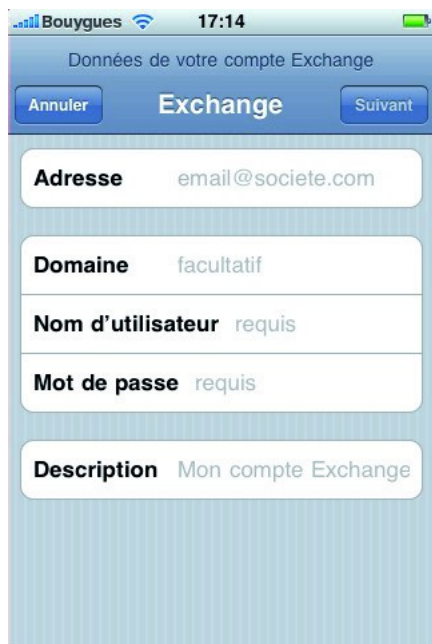 Bouygues 17:14
Données de votre compte Exchange
Annuler Exchange Suivant
Adresse email@societe.com
Domaine facultatif
Nom d'utilisateur requis
Mot de passe requis
Description Mon compte Exchange